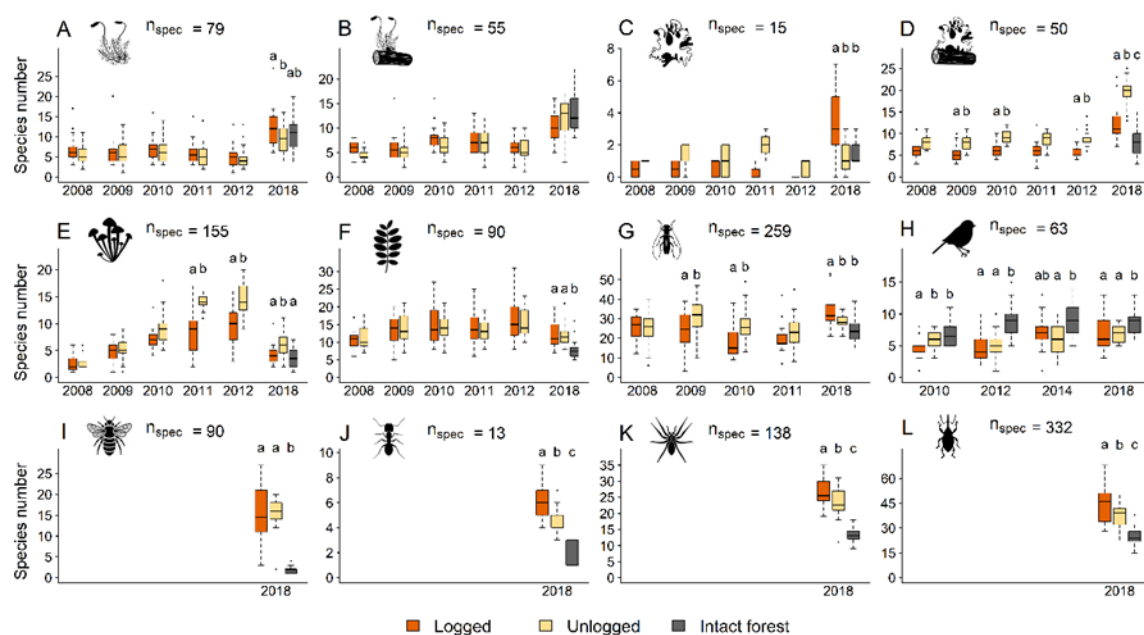 A n_spec = 79
B n_spec = 55
C n_spec = 15
D n_spec = 50
Species number
25
20
15
10
5
0
a b ab
2008 2009 2010 2011 2012 2018
20
15
10
5
0
2008 2009 2010 2011 2012 2018
7
6
5
4
3
2
1
0
a b b
2008 2009 2010 2011 2012 2018
25
20
15
10
5
0
a b
a b
a b
a b c
2008 2009 2010 2011 2012 2018
E n_spec = 155
F n_spec = 90
G n_spec = 259
H n_spec = 63
Species number
20
15
10
5
0
a b
a b
a b a
2008 2009 2010 2011 2012 2018
30
25
20
15
10
5
0
a a b
2008 2009 2010 2011 2012 2018
50
40
30
20
10
0
a b
a b
a b b
2008 2009 2010 2011 2018
15
10
5
0
a b b
a a b
ab a b
a a b
2010 2012 2014 2018
I n_spec = 90
J n_spec = 13
K n_spec = 138
L n_spec = 332
Species number
25
20
15
10
5
0
a a b
2018
10
8
6
4
2
0
a b c
2018
35
30
25
20
15
10
5
0
a b c
2018
60
45
30
15
0
a b c
2018
Logged Unlogged Intact forest